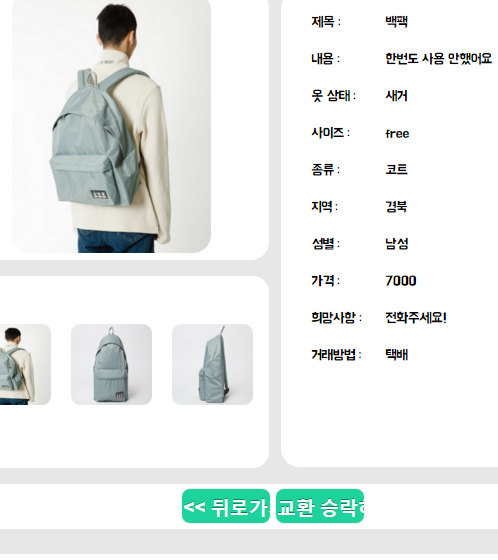 제목 : 백팩
내용 : 한번도 사용 안했어요
옷 상태 : 새거
사이즈 : free
종류 : 코트
지역 : 경북
성별 : 남성
가격 : 7000
희망사항 : 전화주세요!
거래방법 : 택배
<< 뒤로가
교환 승락